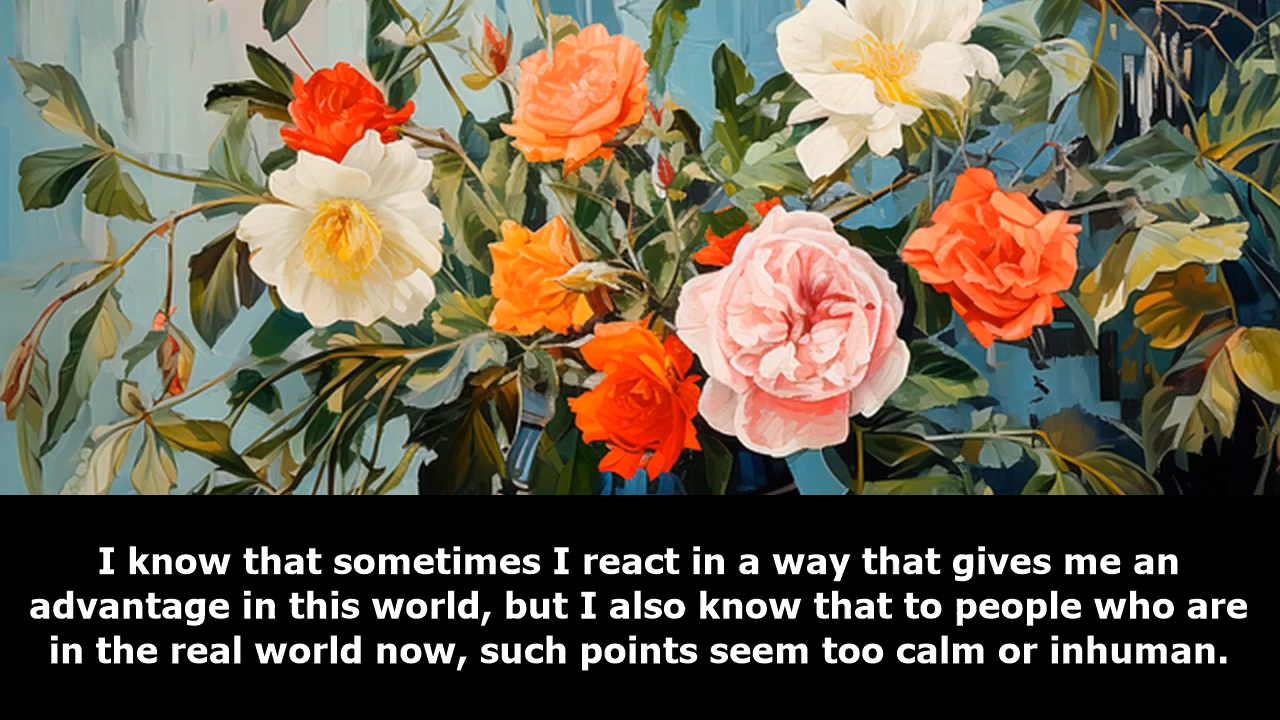 I know that sometimes I react in a way that gives me an
advantage in this world, but I also know that to people who are
in the real world now, such points seem too calm or inhuman.